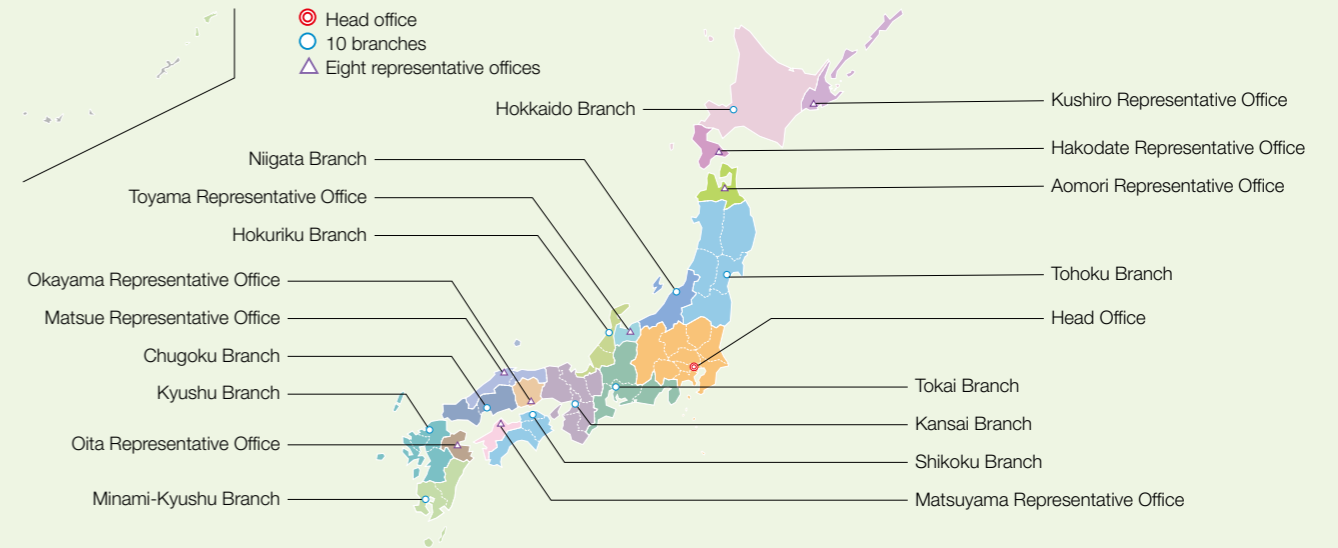 Head office
10 branches
Eight representative offices
Hokkaido Branch
Niigata Branch
Toyama Representative Office
Hokuriku Branch
Okayama Representative Office
Matsue Representative Office
Chugoku Branch
Kyushu Branch
Oita Representative Office
Minami-Kyushu Branch
Kushiro Representative Office
Hakodate Representative Office
Aomori Representative Office
Tohoku Branch
Head Office
Tokai Branch
Kansai Branch
Shikoku Branch
Matsuyama Representative Office